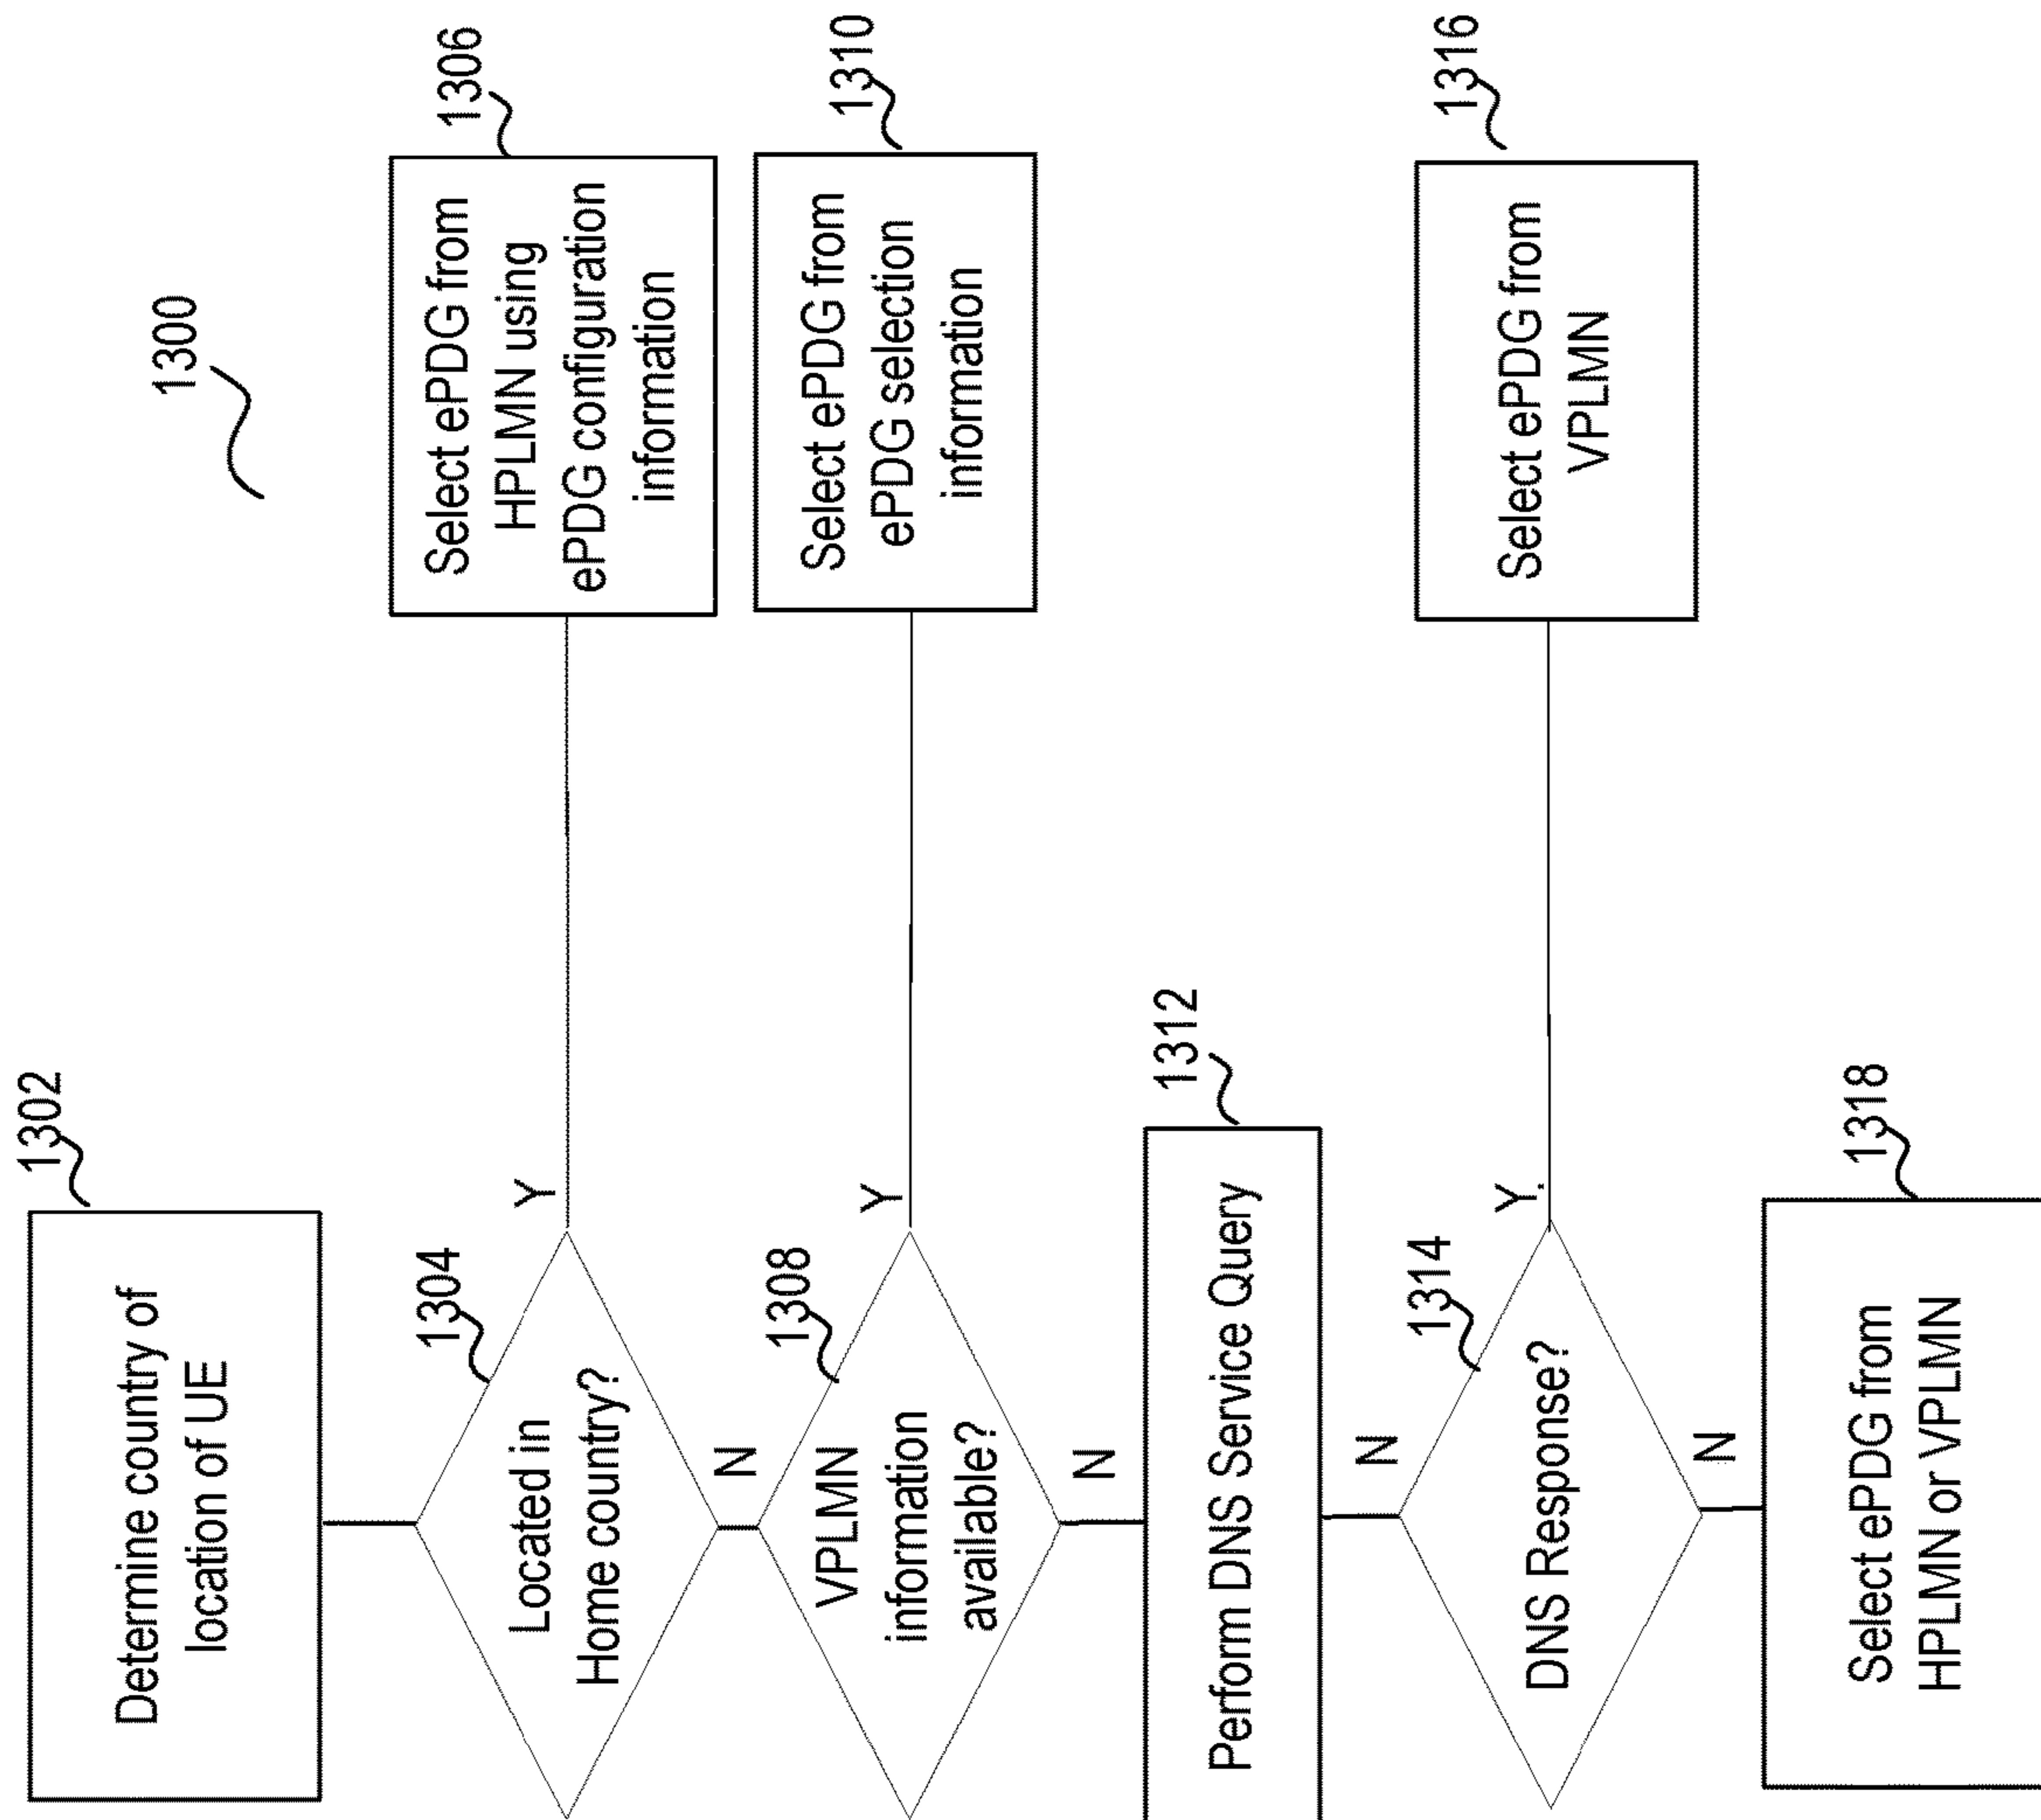 1300
1302
Determine country of
location of UE
1304
Located in
Home country?
Y
1306
Select ePDG from
HPLMN using
ePDG configuration
information
N
1308
VPLMN
information
available?
Y
1310
Select ePDG from
ePDG selection
information
N
1312
Perform DNS Service Query
N
1314
DNS Response?
Y.
1316
Select ePDG from
VPLMN
N
1318
Select ePDG from
HPLMN or VPLMN